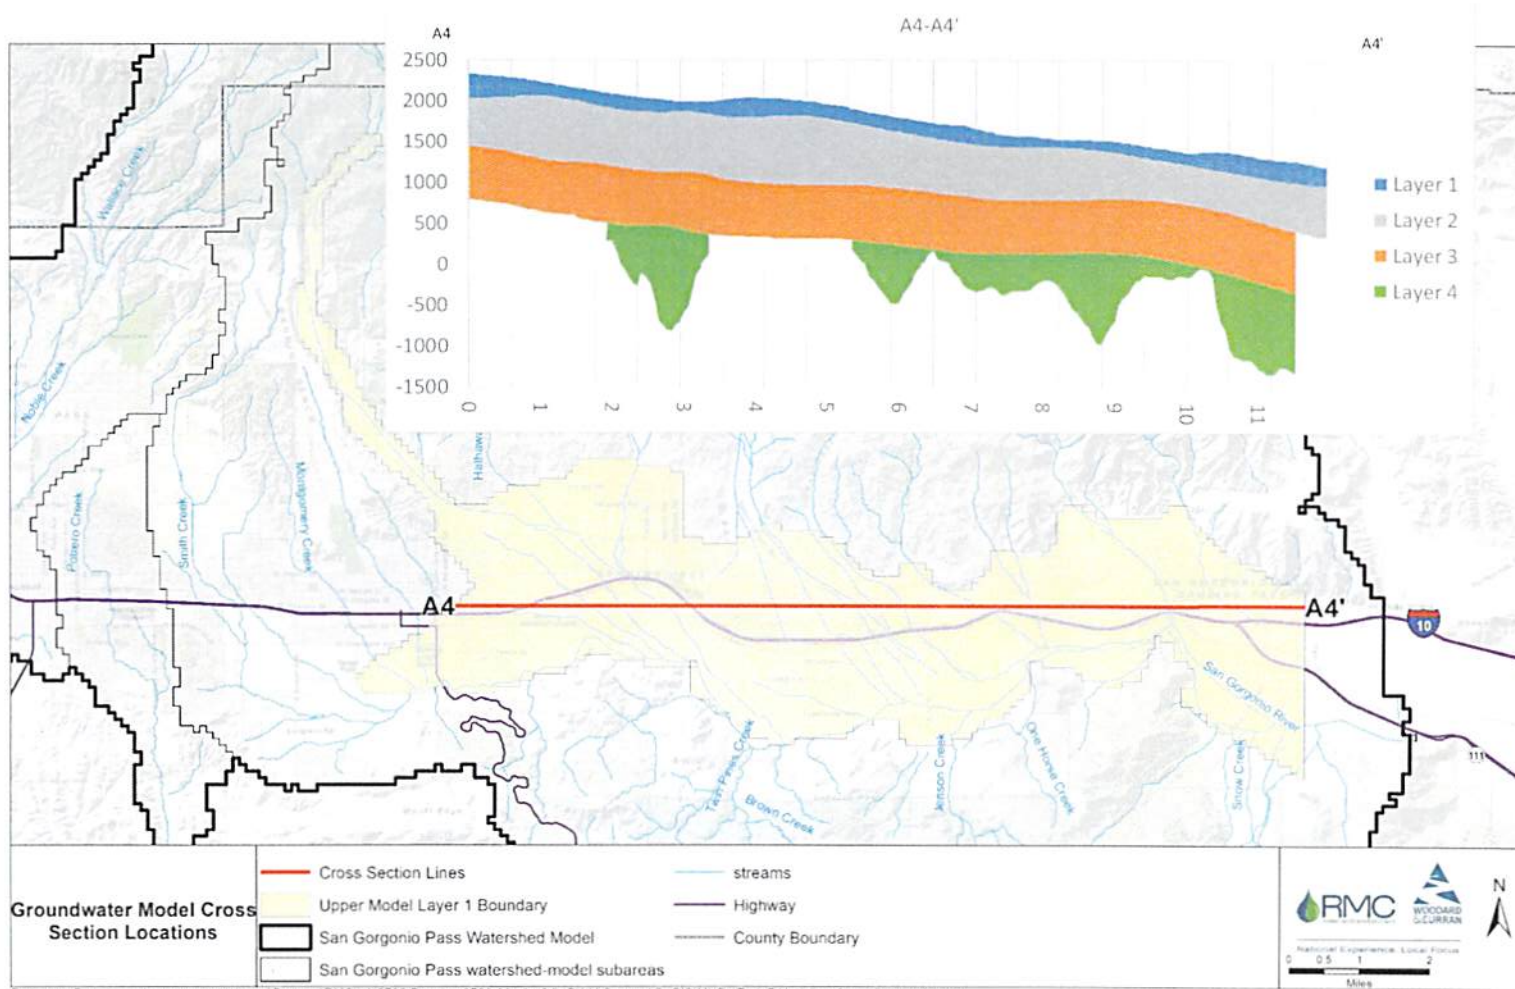 A4-A4'
A4
A4'
2500
2000
1500
1000
500
0
-500
-1000
-1500
0
1
2
3
4
5
6
7
8
9
10
11
Layer 1
Layer 2
Layer 3
Layer 4
Wallace Creek
Noble Creek
Potrero Creek
Smith Creek
Montgomery Creek
A4
A4'
10
San Gorgonio River
Twin Pines Creek
Brown Creek
Jenson Creek
One Horse Creek
Snow Creek
111
Groundwater Model Cross
Section Locations
Cross Section Lines
Upper Model Layer 1 Boundary
San Gorgonio Pass Watershed Model
San Gorgonio Pass watershed-model subareas
streams
Highway
County Boundary
RMC
WOODARD
&CURRAN
National Experience. Local Focus
N
0 0.5 1 2
Miles